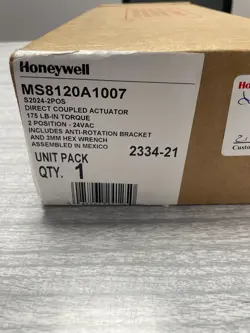 Honeywell
MS8120A1007
S2024-2POS
DIRECT COUPLED ACTUATOR
175 LB-IN TORQUE
2 POSITION - 24VAC
INCLUDES ANTI-ROTATION BRACKET
AND 3MM HEX WRENCH
ASSEMBLED IN MEXICO
2334-21
UNIT PACK
QTY. 1